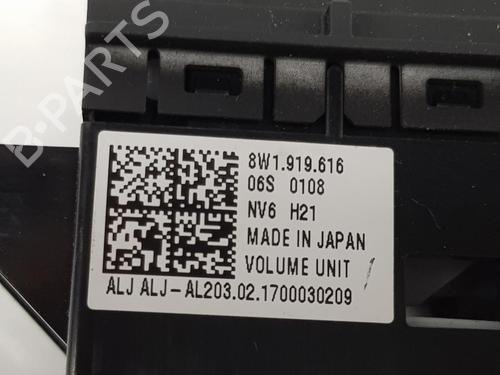 B-PARTS
8W1.919.616
06S 0108
NV6 H21
MADE IN JAPAN
VOLUME UNIT
ALJ ALJ-AL203.02.1700030209